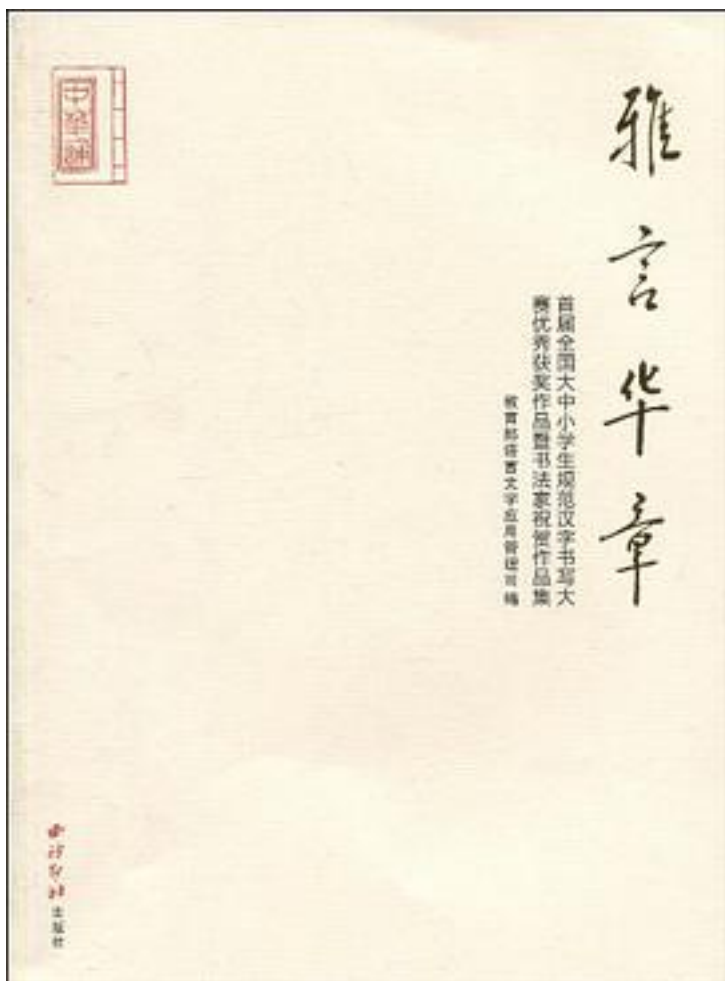 雅言华章
首届全国大中小学生规范汉字书写大
赛优秀获奖作品暨书法家祝贺作品集
教育部语言文字应用管理司 编
中华诵
西泠印社
出版社